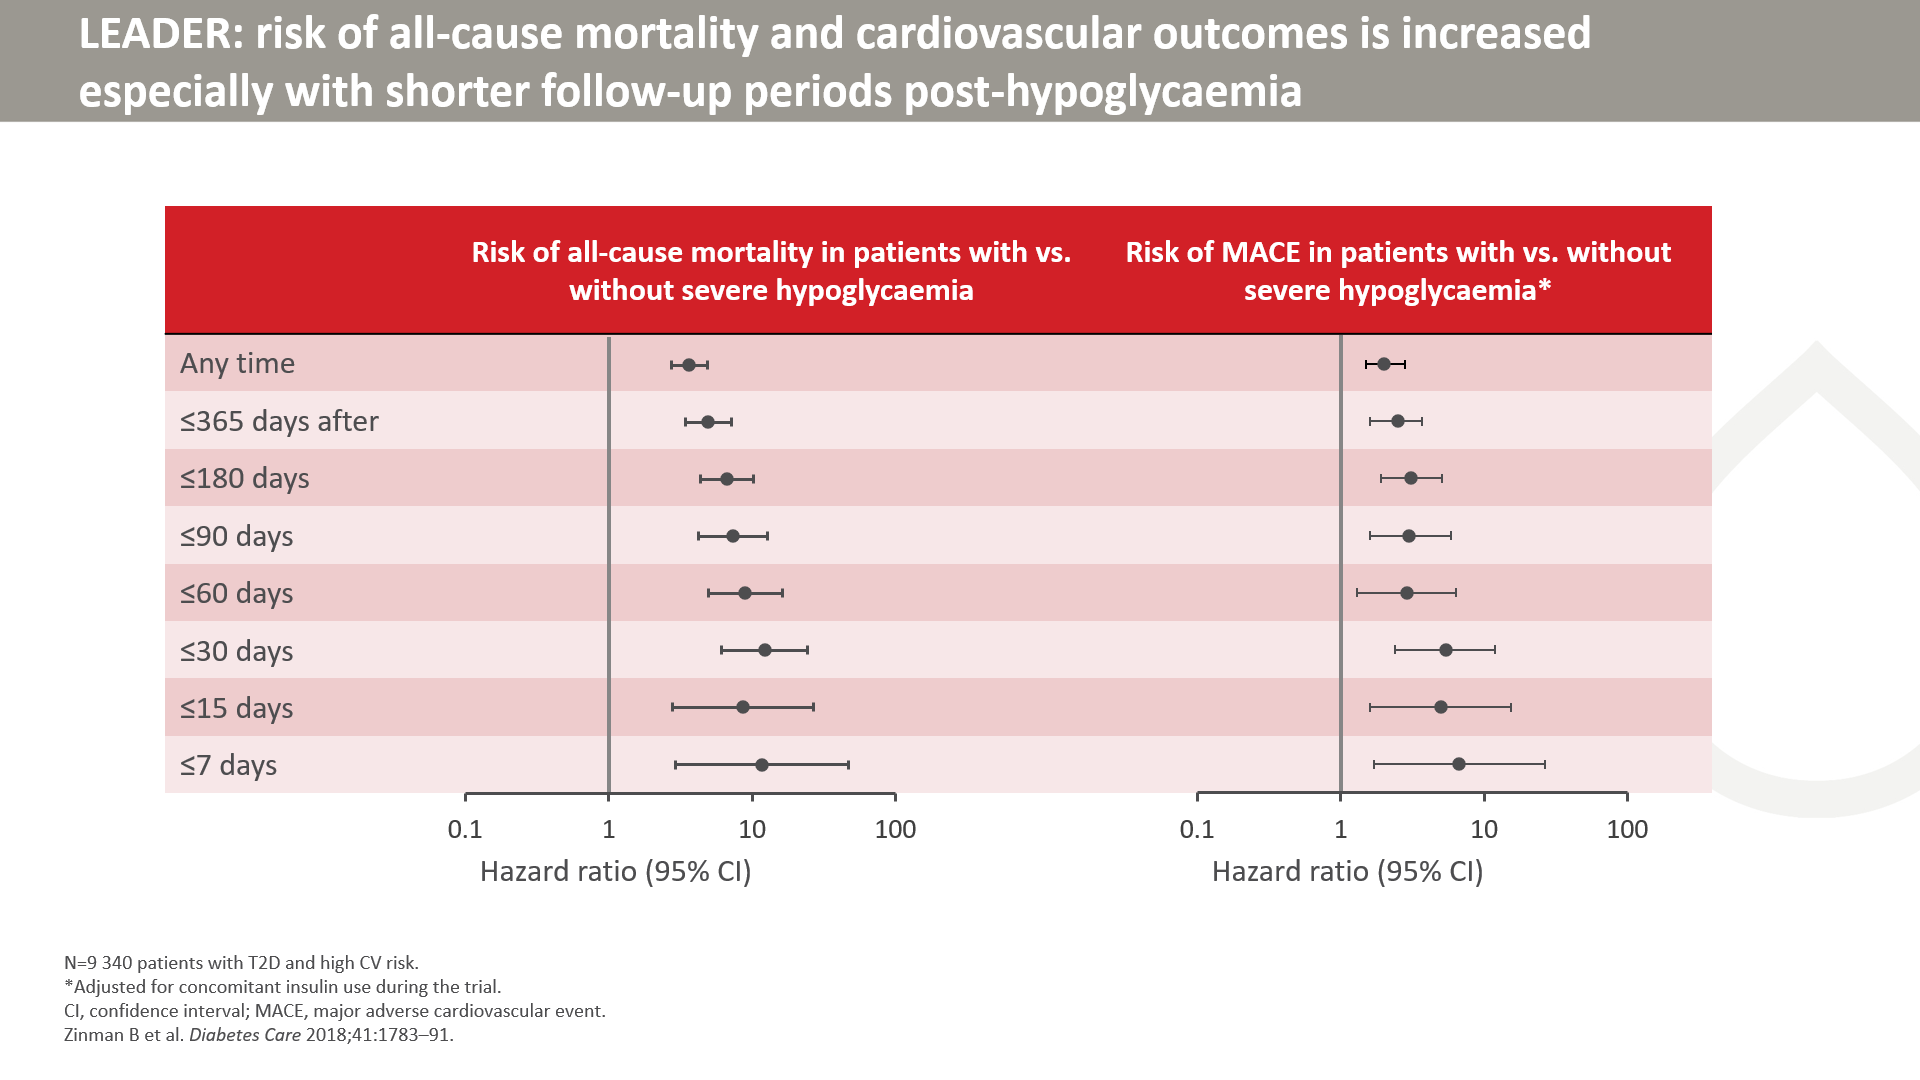 LEADER: risk of all-cause mortality and cardiovascular outcomes is increased
especially with shorter follow-up periods post-hypoglycaemia
Risk of all-cause mortality in patients with vs.
without severe hypoglycaemia
Risk of MACE in patients with vs. without
severe hypoglycaemia*
Any time
≤365 days after
≤180 days
≤90 days
≤60 days
≤30 days
≤15 days
≤7 days
0.1 1 10 100
Hazard ratio (95% CI)
0.1 1 10 100
Hazard ratio (95% CI)
N=9 340 patients with T2D and high CV risk.
*Adjusted for concomitant insulin use during the trial.
CI, confidence interval; MACE, major adverse cardiovascular event.
Zinman B et al. Diabetes Care 2018;41:1783–91.